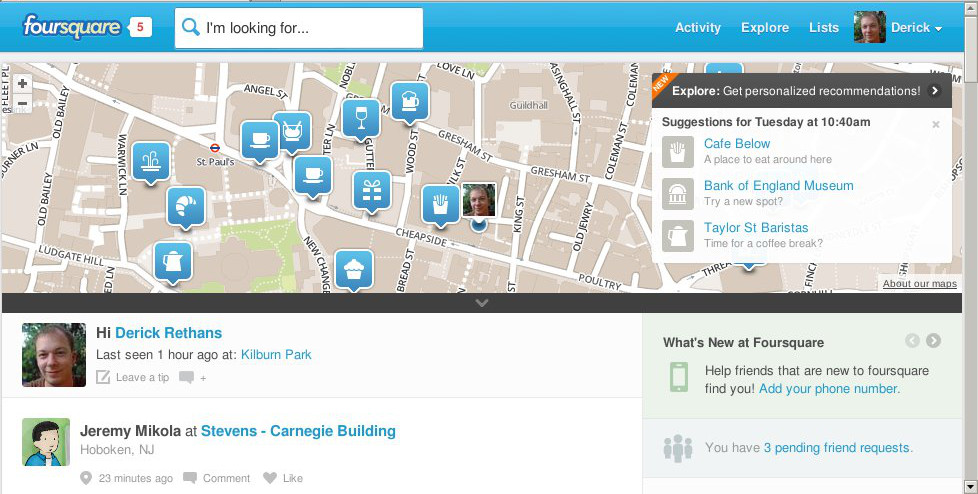 foursquare
5
I'm looking for...
Activity
Explore
Lists
Derick
+
−
FLEET PL
OLD BAILEY
OLD BAILEY
WARWICK LN
ANGEL ST
St. Paul's
LUDGATE HILL
NEW CHANGE
WOOD ST
LOVE LN
GRESHAM ST
GRESHAM ST
Guildhall
BASINGHALL ST
COLEMAN ST
COLEMAN ST
KING ST
OLD JEWRY
CHEAPSIDE
BREAD ST
POULTRY
NEW
Explore: Get personalized recommendations!
Suggestions for Tuesday at 10:40am
×
Cafe Below
A place to eat around here
Bank of England Museum
Try a new spot?
Taylor St Baristas
Time for a coffee break?
About our maps
Hi Derick Rethans
Last seen 1 hour ago at: Kilburn Park
Leave a tip
+
What's New at Foursquare
Help friends that are new to foursquare
find you! Add your phone number.
Jeremy Mikola at Stevens - Carnegie Building
Hoboken, NJ
23 minutes ago
Comment
Like
You have 3 pending friend requests.